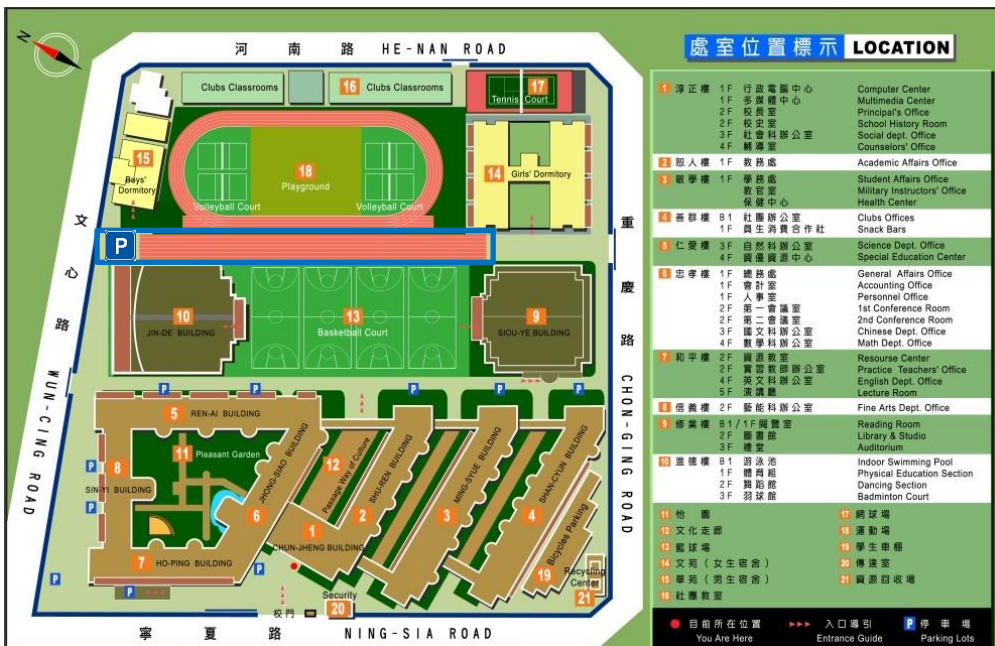 N
河 南 路 HE-NAN ROAD
Clubs Classrooms
16 Clubs Classrooms
17
Tennis Court
15
Boys'
Dormitory
18
Playground
Volleyball Court
Volleyball Court
14 Girls' Dormitory
P
文 心 路 WUN-CING ROAD
重 慶 路 CHON-GING ROAD
10
JIN-DE BUILDING
13
Basketball Court
9
SIOU-YE BUILDING
P
P
P
P
P
P
5
REN-AI BUILDING
11 Pleasant Garden
8
SIN-YI BUILDING
P
P
JHONG-SIAO BUILDING
6
12
Passage Way of Culture
SHU-REN BUILDING
2
MING-SYUE BUILDING
3
SHAN-CYUN BUILDING
4
1
CHUN-JHENG BUILDING
7 HO-PING BUILDING
P
P
P
Bicycles Parking
19
Recycling
Center
21
Security
20
校門
寧 夏 路 NING-SIA ROAD
處室位置標示 LOCATION
1 淳正樓 1F 行政電腦中心 Computer Center
1F 多媒體中心 Multimedia Center
2F 校長室 Principal's Office
2F 校史室 School History Room
3F 社會科辦公室 Social dept. Office
4F 輔導室 Counselors' Office
2 恕人樓 1F 教務處 Academic Affairs Office
3 敏學樓 1F 學務處 Student Affairs Office
教官室 Military Instructors' Office
保健中心 Health Center
4 善群樓 B1 社團辦公室 Clubs Offices
1F 員生消費合作社 Snack Bars
5 仁愛樓 3F 自然科辦公室 Science Dept. Office
4F 資優資源中心 Special Education Center
6 忠孝樓 1F 總務處 General Affairs Office
1F 會計室 Accounting Office
1F 人事室 Personnel Office
2F 第一會議室 1st Conference Room
2F 第二會議室 2nd Conference Room
3F 國文科辦公室 Chinese Dept. Office
4F 數學科辦公室 Math Dept. Office
7 和平樓 2F 資源教室 Resourse Center
2F 實習教師辦公室 Practice Teachers' Office
4F 英文科辦公室 English Dept. Office
5F 演講廳 Lecture Room
8 信義樓 2F 藝能科辦公室 Fine Arts Dept. Office
9 修業樓 B1/1F閱覽室 Reading Room
2F 圖書館 Library & Studio
3F 禮堂 Auditorium
10 進德樓 B1 游泳池 Indoor Swimming Pool
1F 體育組 Physical Education Section
2F 舞蹈館 Dancing Section
3F 羽球館 Badminton Court
11 怡園
12 文化走廊
13 籃球場
14 文苑（女生宿舍）
15 華苑（男生宿舍）
16 社團教室
17 網球場
18 運動場
19 學生車棚
20 傳達室
21 資源回收場
目前所在位置
You Are Here
入口導引
Entrance Guide
P 停車場
Parking Lots